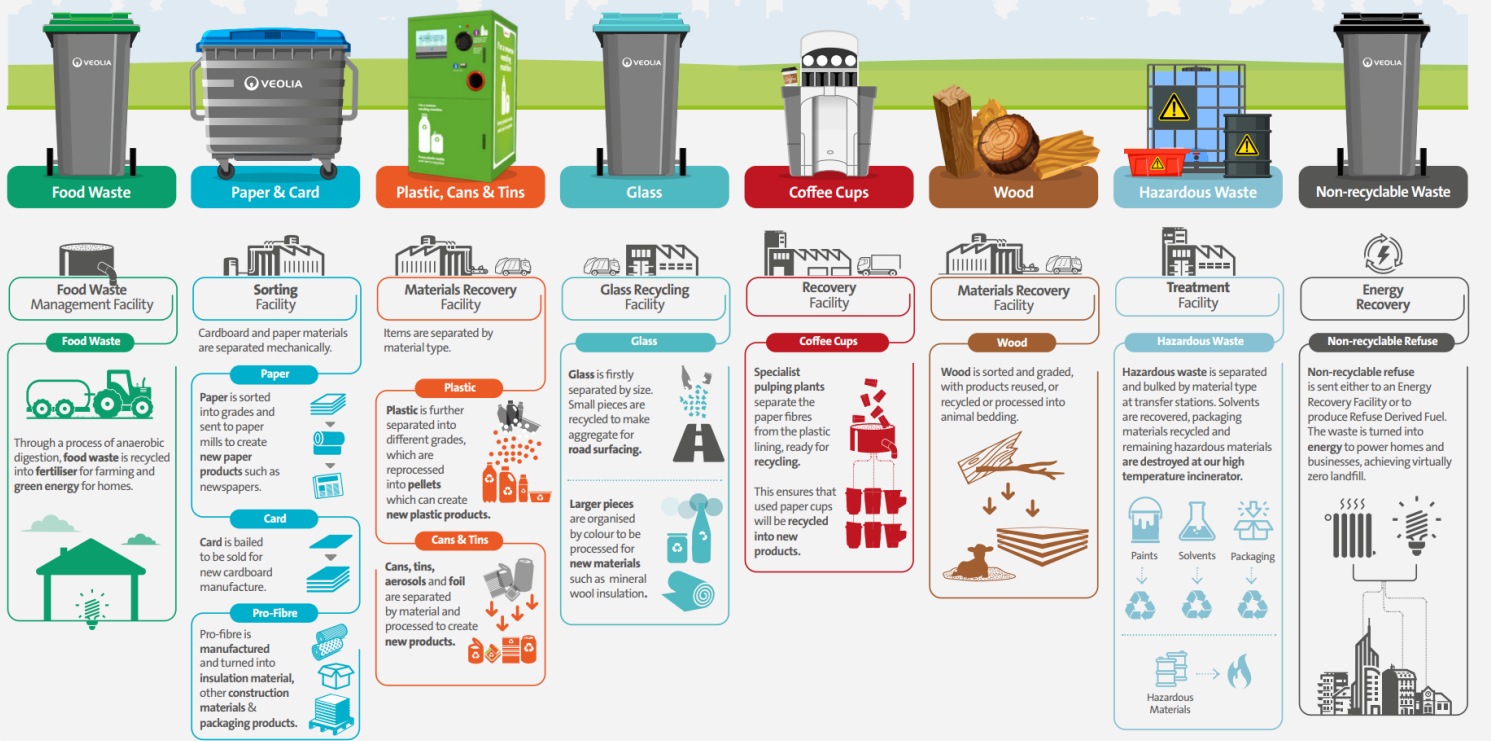 VEOLIA
VEOLIA
VEOLIA
VEOLIA
Food Waste
Paper & Card
Plastic, Cans & Tins
Glass
Coffee Cups
Wood
Hazardous Waste
Non-recyclable Waste
Food Waste
Management Facility
Food Waste
Through a process of anaerobic
digestion, food waste is recycled
into fertiliser for farming and
green energy for homes.
Sorting
Facility
Cardboard and paper materials
are separated mechanically.
Paper
Paper is sorted
into grades and
sent to paper
mills to create
new paper
products such as
newspapers.
Card
Card is bailed
to be sold for
new cardboard
manufacture.
Pro-Fibre
Pro-fibre is
manufactured
and turned into
insulation material,
other construction
materials &
packaging products.
Materials Recovery
Facility
Items are separated by
material type.
Plastic
Plastic is further
separated into
different grades,
which are
reprocessed
into pellets
which can create
new plastic products.
Cans & Tins
Cans, tins,
aerosols and foil
are separated
by material and
processed to create
new products.
Glass Recycling
Facility
Glass
Glass is firstly
separated by size.
Small pieces are
recycled to make
aggregate for
road surfacing.
Larger pieces
are organised
by colour to be
processed for
new materials
such as mineral
wool insulation.
Recovery
Facility
Coffee Cups
Specialist
pulping plants
separate the
paper fibres
from the plastic
lining, ready for
recycling.
This ensures that
used paper cups
will be recycled
into new
products.
Materials Recovery
Facility
Wood
Wood is sorted and graded,
with products reused, or
recycled or processed into
animal bedding.
Treatment
Facility
Hazardous Waste
Hazardous waste is separated
and bulked by material type
at transfer stations. Solvents
are recovered, packaging
materials recycled and
remaining hazardous materials
are destroyed at our high
temperature incinerator.
Paints
Solvents
Packaging
Hazardous
Materials
Energy
Recovery
Non-recyclable Refuse
Non-recyclable refuse
is sent either to an Energy
Recovery Facility or to
produce Refuse Derived Fuel.
The waste is turned into
energy to power homes and
businesses, achieving virtually
zero landfill.